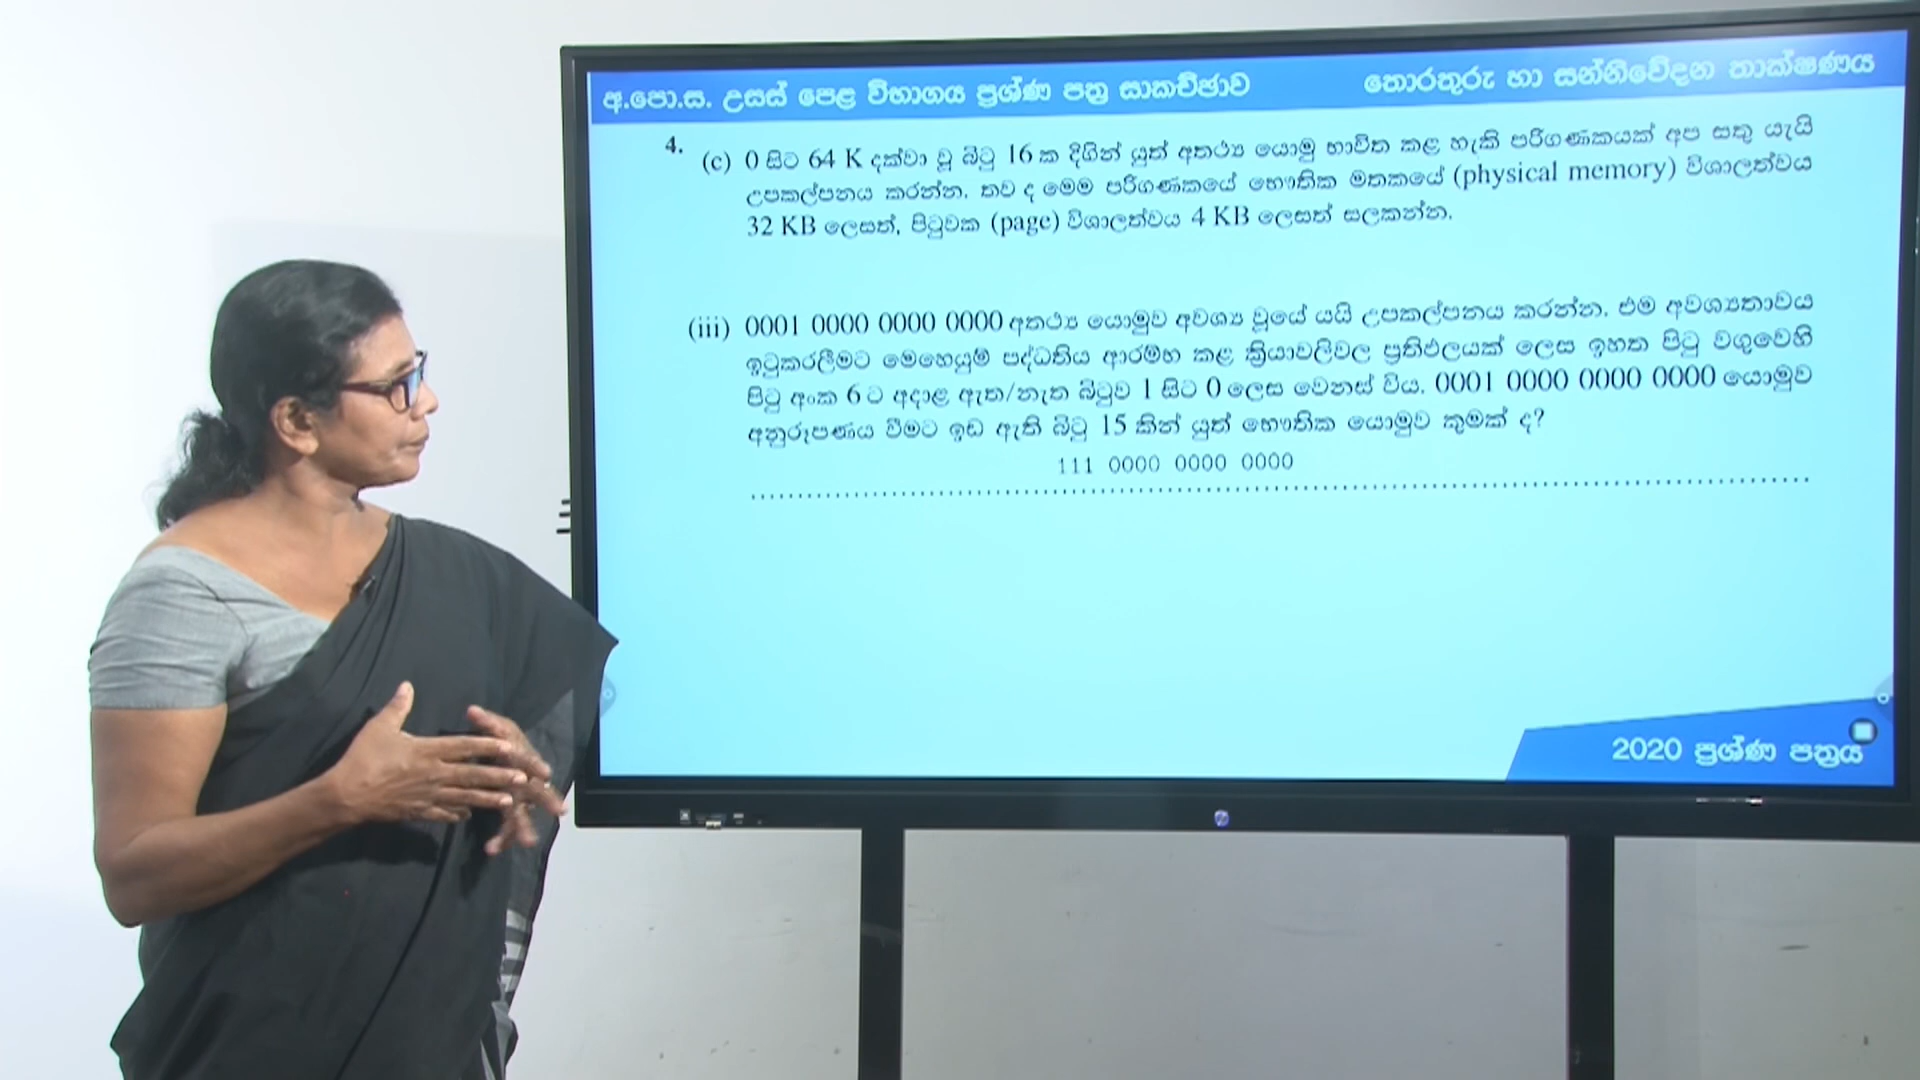 අ.පො.ස. උසස් පෙළ විභාගය ප්‍රශ්ණ පත්‍ර සාකච්ඡාව
තොරතුරු හා සන්නිවේදන තාක්ෂණය
4. (c) 0 සිට 64 K දක්වා වූ බිටු 16 ක දිගින් යුත් අතථ්‍ය යොමු භාවිත කළ හැකි පරිගණකයක් අප සතු යැයි
උපකල්පනය කරන්න. තව ද මෙම පරිගණකයේ භෞතික මතකයේ (physical memory) විශාලත්වය
32 KB ලෙසත්, පිටුවක (page) විශාලත්වය 4 KB ලෙසත් සලකන්න.
(iii) 0001 0000 0000 0000 අතථ්‍ය යොමුව අවශ්‍ය වූයේ යයි උපකල්පනය කරන්න. එම අවශ්‍යතාවය
ඉටුකරලීමට මෙහෙයුම් පද්ධතිය ආරම්භ කළ ක්‍රියාවලිවල ප්‍රතිඵලයක් ලෙස ඉහත පිටු වගුවෙහි
පිටු අංක 6 ට අදාළ ඇත/නැත බිටුව 1 සිට 0 ලෙස වෙනස් විය. 0001 0000 0000 0000 යොමුව
අනුරූපණය වීමට ඉඩ ඇති බිටු 15 කින් යුත් භෞතික යොමුව කුමක් ද?
111 0000 0000 0000
2020 ප්‍රශ්ණ පත්‍රය